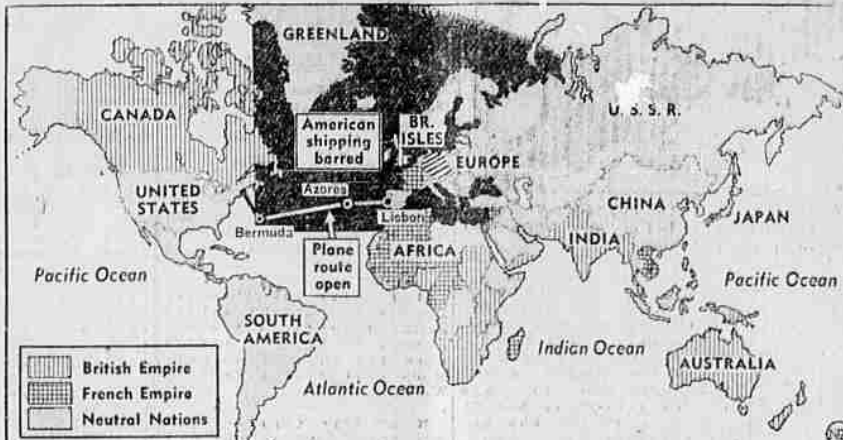 GREENLAND
CANADA
American
shipping
barred
BR.
ISLES
U. S. S. R.
EUROPE
UNITED
STATES
Azores
Bermuda
Lisbon
CHINA
JAPAN
INDIA
AFRICA
Plane
route
open
Pacific Ocean
Pacific Ocean
SOUTH
AMERICA
Indian Ocean
AUSTRALIA
Atlantic Ocean
British Empire
French Empire
Neutral Nations